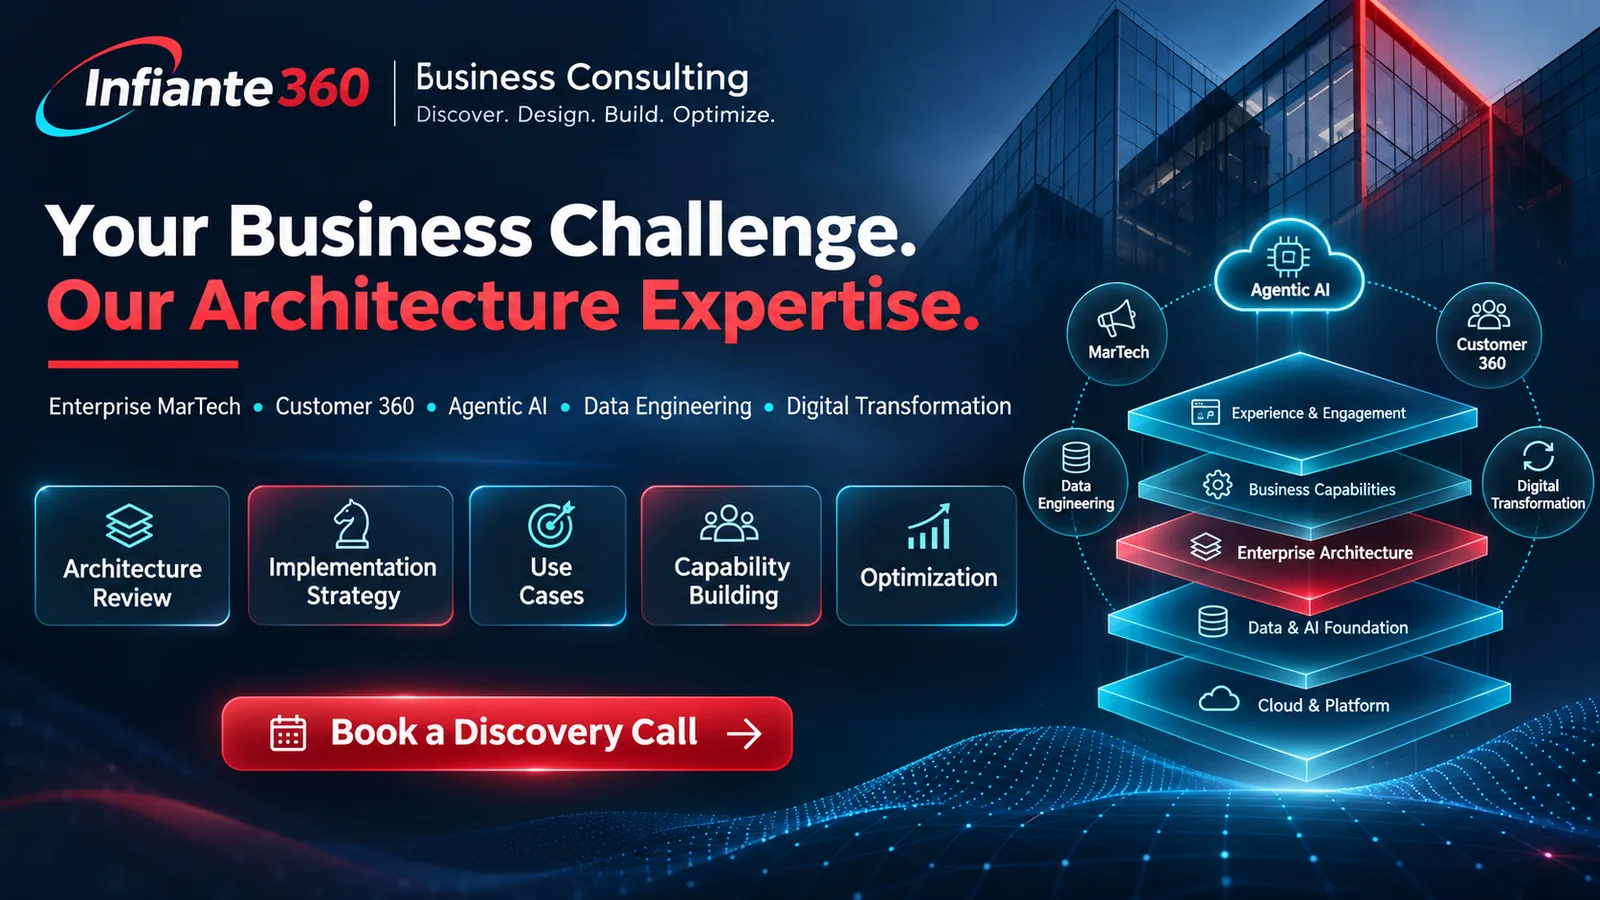 Infiante 360
Business Consulting
Discover. Design. Build. Optimize.
Your Business Challenge.
Our Architecture Expertise.
Enterprise MarTech • Customer 360 • Agentic AI • Data Engineering • Digital Transformation
Architecture
Review
Implementation
Strategy
Use
Cases
Capability
Building
Optimization
Book a Discovery Call
Agentic AI
MarTech
Customer
360
Data
Engineering
Digital
Transformation
Experience & Engagement
Business Capabilities
Enterprise Architecture
Data & AI Foundation
Cloud & Platform